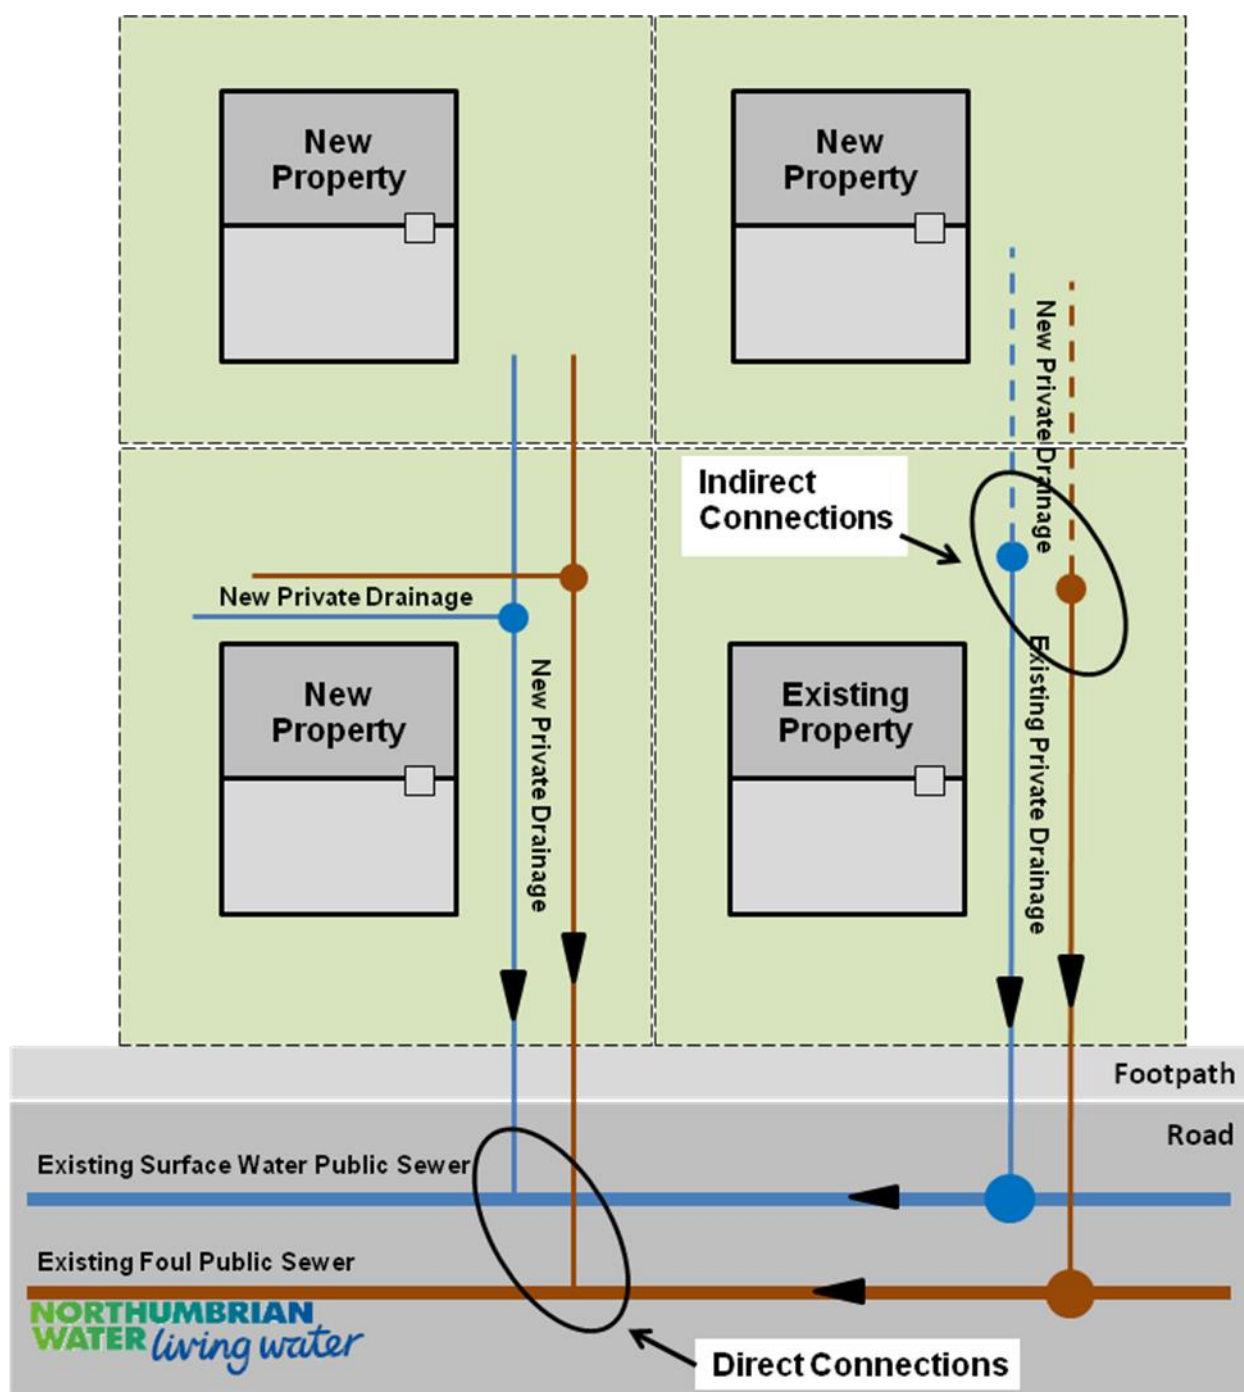 New
Property
New
Property
New Private Drainage
Indirect
Connections
New Private Drainage
New
Property
New Private Drainage
Existing
Property
Existing Private Drainage
Footpath
Road
Existing Surface Water Public Sewer
Existing Foul Public Sewer
NORTHUMBRIAN
WATER living water
Direct Connections